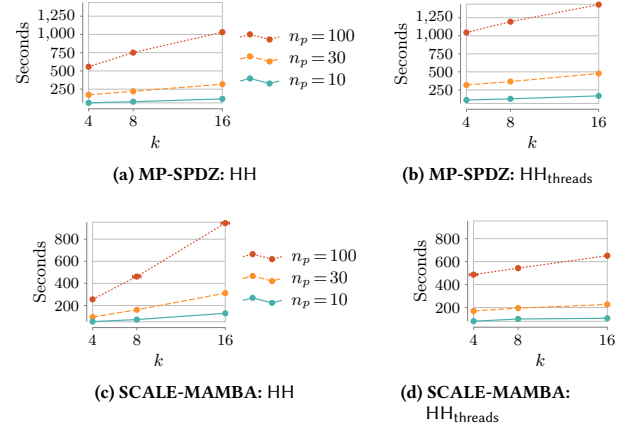 Seconds
1,250
1,000
750
500
250
4
8
16
k
n_p = 100
n_p = 30
n_p = 10
(a) MP-SPDZ: HH
1,250
1,000
750
500
250
4
8
16
k
(b) MP-SPDZ: HH_threads
Seconds
800
600
400
200
4
8
16
k
n_p = 100
n_p = 30
n_p = 10
(c) SCALE-MAMBA: HH
Seconds
800
600
400
200
4
8
16
k
(d) SCALE-MAMBA:
HH_threads